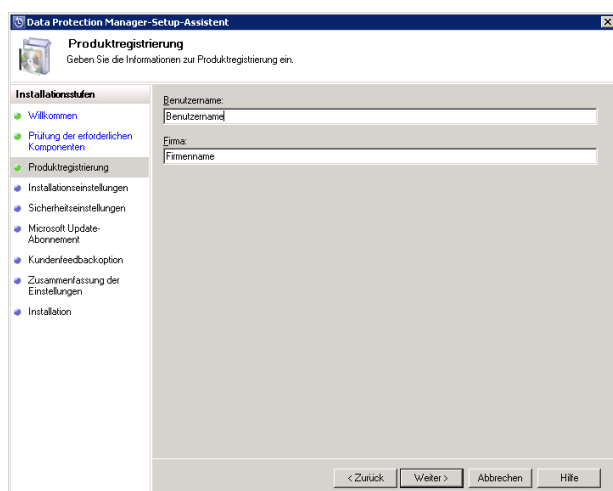 Data Protection Manager-Setup-Assistent
Produktregistrierung
Geben Sie die Informationen zur Produktregistrierung ein.
Installationsstufen
Willkommen
Prüfung der erforderlichen
Komponenten
Produktregistrierung
Installationseinstellungen
Sicherheitseinstellungen
Microsoft Update-
Abonnement
Kundenfeedbackoption
Zusammenfassung der
Einstellungen
Installation
Benutzername:
Benutzername
Firma:
Firmenname
< Zurück
Weiter >
Abbrechen
Hilfe